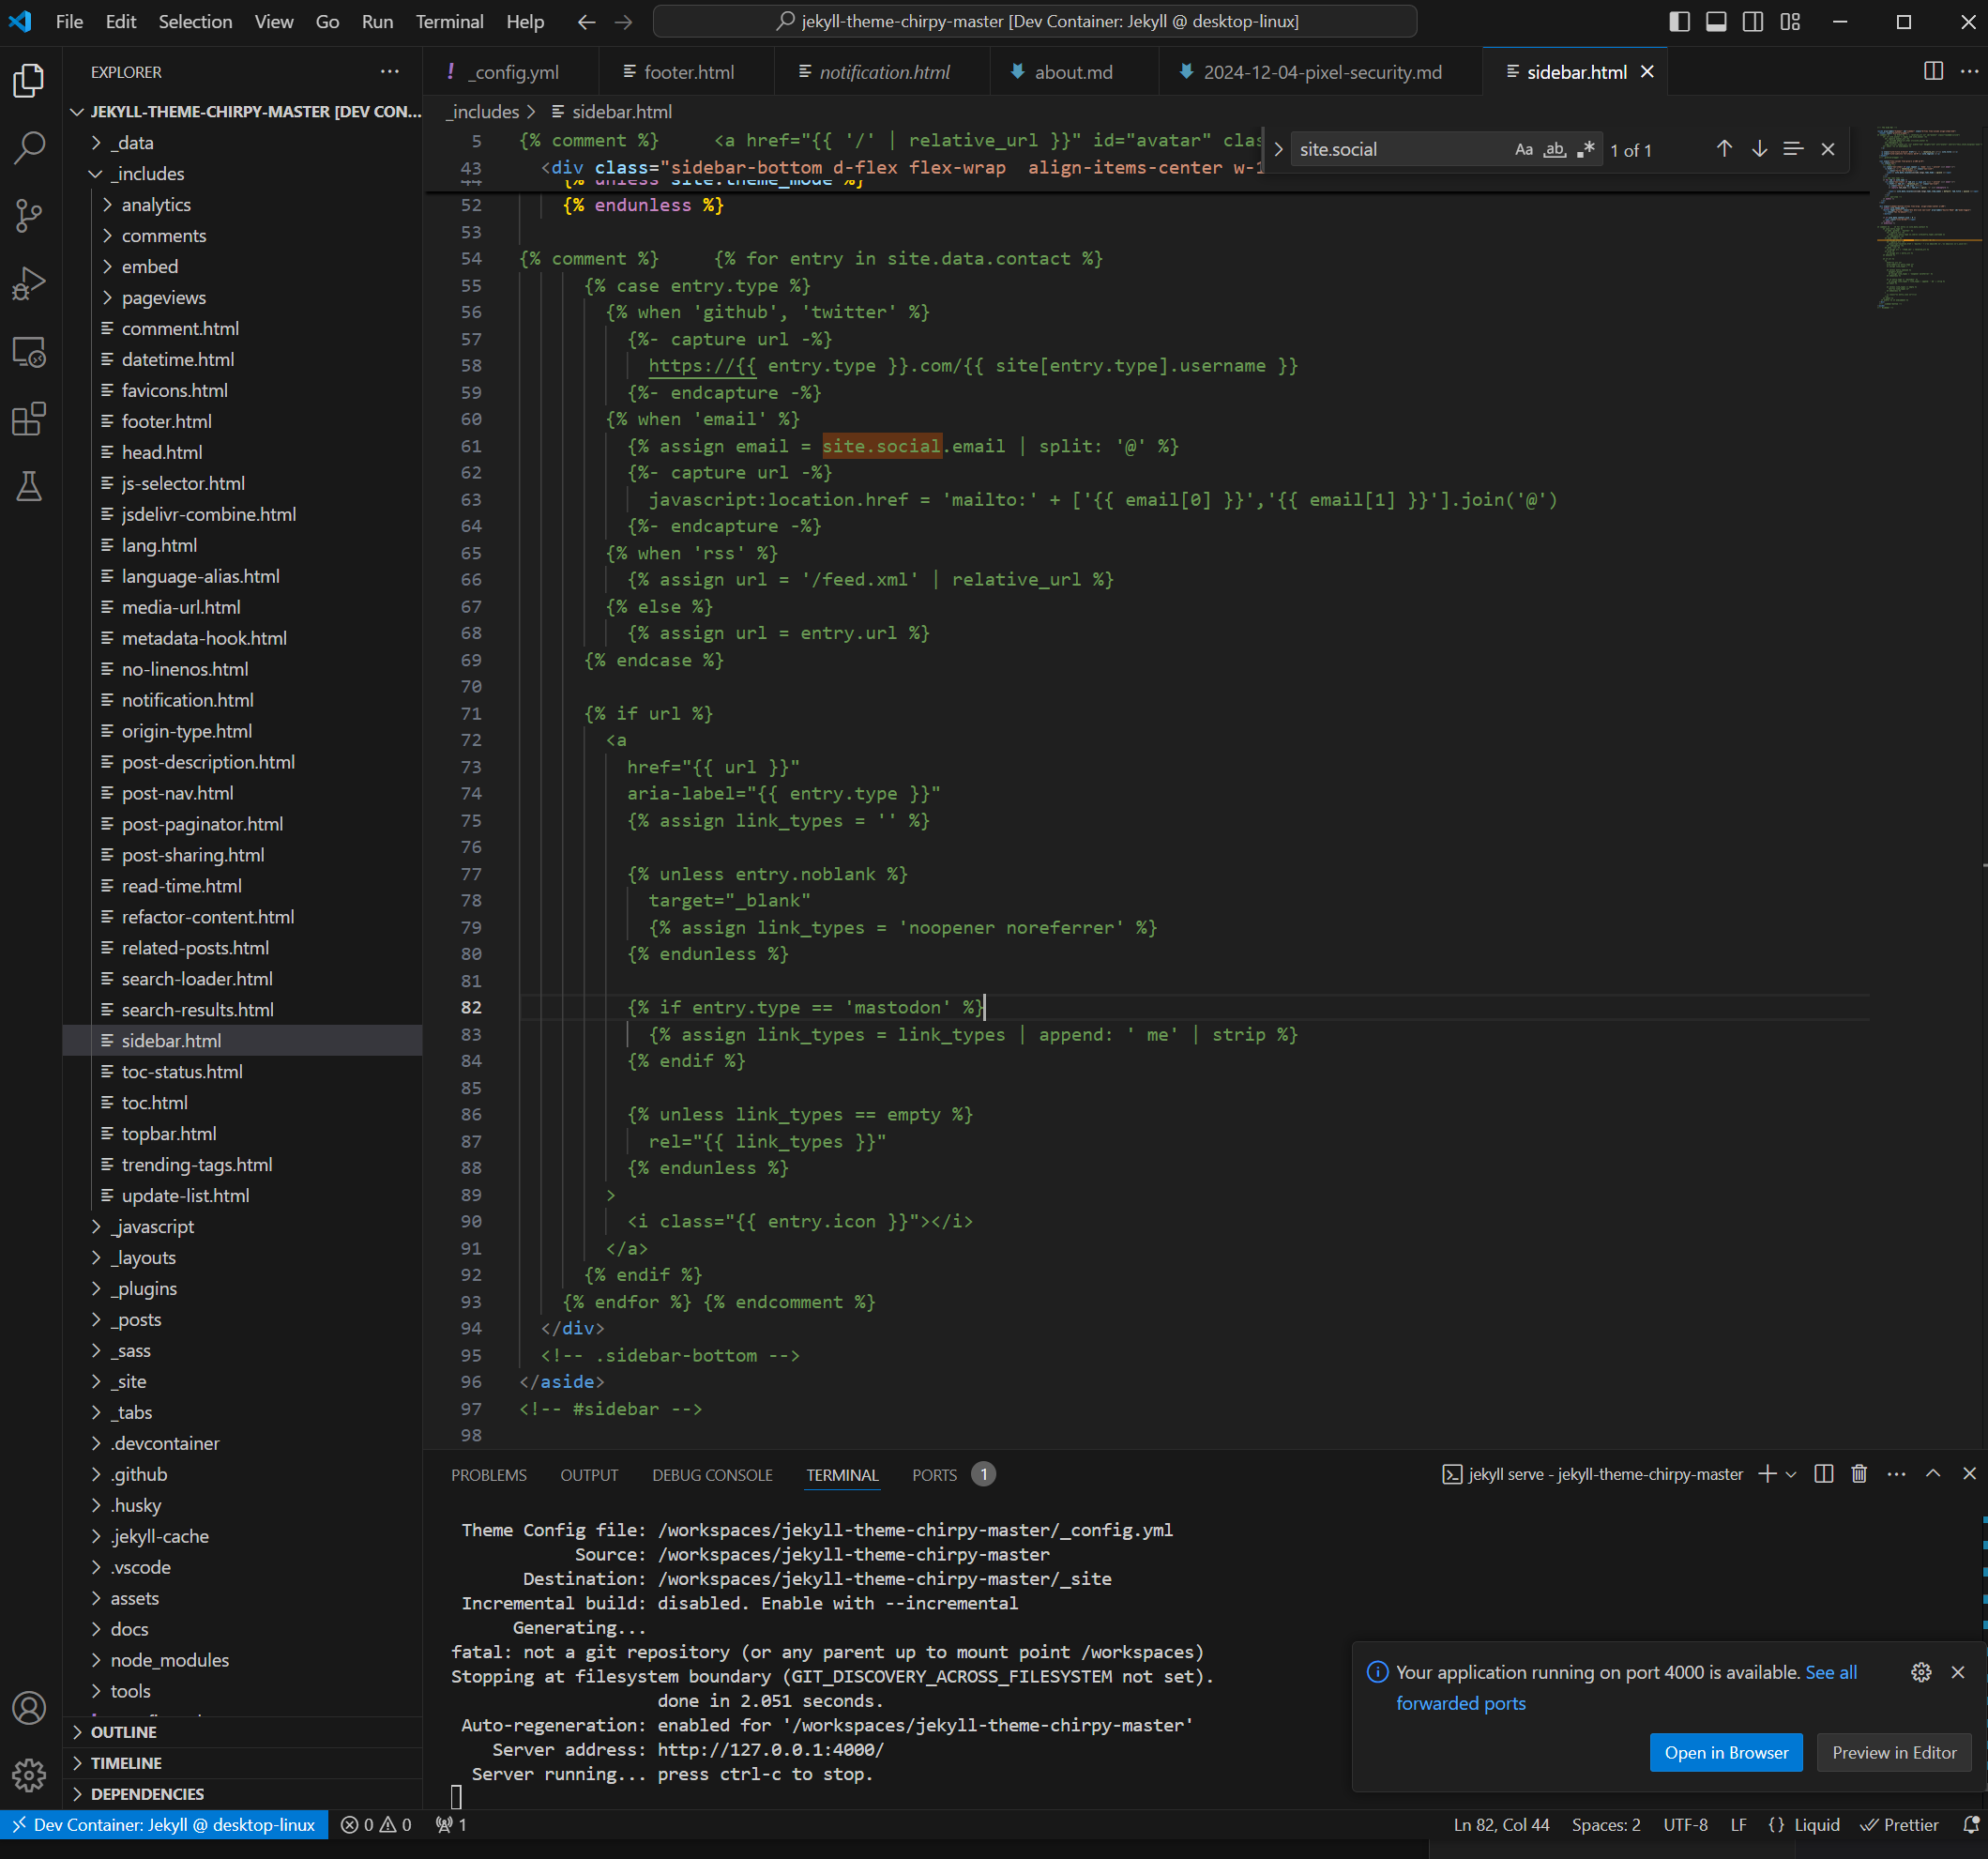 File Edit Selection View Go Run Terminal Help
jekyll-theme-chirpy-master [Dev Container: Jekyll @ desktop-linux]
EXPLORER
JEKYLL-THEME-CHIRPY-MASTER [DEV CON...
_data
_includes
analytics
comments
embed
pageviews
comment.html
datetime.html
favicons.html
footer.html
head.html
js-selector.html
jsdelivr-combine.html
lang.html
language-alias.html
media-url.html
metadata-hook.html
no-linenos.html
notification.html
origin-type.html
post-description.html
post-nav.html
post-paginator.html
post-sharing.html
read-time.html
refactor-content.html
related-posts.html
search-loader.html
search-results.html
sidebar.html
toc-status.html
toc.html
topbar.html
trending-tags.html
update-list.html
_javascript
_layouts
_plugins
_posts
_sass
_site
_tabs
.devcontainer
.github
.husky
.jekyll-cache
.vscode
assets
docs
node_modules
tools
OUTLINE
TIMELINE
DEPENDENCIES
! _config.yml footer.html notification.html about.md 2024-12-04-pixel-security.md sidebar.html
_includes > sidebar.html
site.social Aa ab .* 1 of 1
5 {% comment %} <a href="{{ '/' | relative_url }}" id="avatar" clas
43 <div class="sidebar-bottom d-flex flex-wrap align-items-center w-1
44 {% unless site.theme_mode %}
52 {% endunless %}
53
54 {% comment %} {% for entry in site.data.contact %}
55 {% case entry.type %}
56 {% when 'github', 'twitter' %}
57 {%- capture url -%}
58 https://{{ entry.type }}.com/{{ site[entry.type].username }}
59 {%- endcapture -%}
60 {% when 'email' %}
61 {% assign email = site.social.email | split: '@' %}
62 {%- capture url -%}
63 javascript:location.href = 'mailto:' + ['{{ email[0] }}','{{ email[1] }}'].join('@')
64 {%- endcapture -%}
65 {% when 'rss' %}
66 {% assign url = '/feed.xml' | relative_url %}
67 {% else %}
68 {% assign url = entry.url %}
69 {% endcase %}
70
71 {% if url %}
72 <a
73 href="{{ url }}"
74 aria-label="{{ entry.type }}"
75 {% assign link_types = '' %}
76
77 {% unless entry.noblank %}
78 target="_blank"
79 {% assign link_types = 'noopener noreferrer' %}
80 {% endunless %}
81
82 {% if entry.type == 'mastodon' %}
83 {% assign link_types = link_types | append: ' me' | strip %}
84 {% endif %}
85
86 {% unless link_types == empty %}
87 rel="{{ link_types }}"
88 {% endunless %}
89 >
90 <i class="{{ entry.icon }}"></i>
91 </a>
92 {% endif %}
93 {% endfor %} {% endcomment %}
94 </div>
95 <!-- .sidebar-bottom -->
96 </aside>
97 <!-- #sidebar -->
98
PROBLEMS OUTPUT DEBUG CONSOLE TERMINAL PORTS 1
jekyll serve - jekyll-theme-chirpy-master
Theme Config file: /workspaces/jekyll-theme-chirpy-master/_config.yml
Source: /workspaces/jekyll-theme-chirpy-master
Destination: /workspaces/jekyll-theme-chirpy-master/_site
Incremental build: disabled. Enable with --incremental
Generating...
fatal: not a git repository (or any parent up to mount point /workspaces)
Stopping at filesystem boundary (GIT_DISCOVERY_ACROSS_FILESYSTEM not set).
done in 2.051 seconds.
Auto-regeneration: enabled for '/workspaces/jekyll-theme-chirpy-master'
Server address: http://127.0.0.1:4000/
Server running... press ctrl-c to stop.
Your application running on port 4000 is available. See all
forwarded ports
Open in Browser
Preview in Editor
Dev Container: Jekyll @ desktop-linux 0 0 1
Ln 82, Col 44 Spaces: 2 UTF-8 LF {} Liquid Prettier